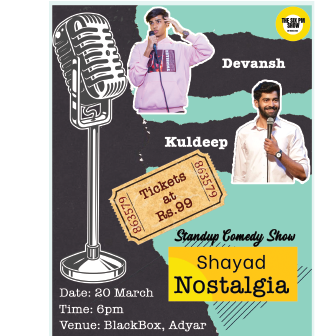 THE SIX PM
SHOW
Devansh
Kuldeep
863579
Tickets
at
Rs.99
863579
Standup Comedy Show
Shayad
Nostalgia
Date: 20 March
Time: 6pm
Venue: BlackBox, Adyar